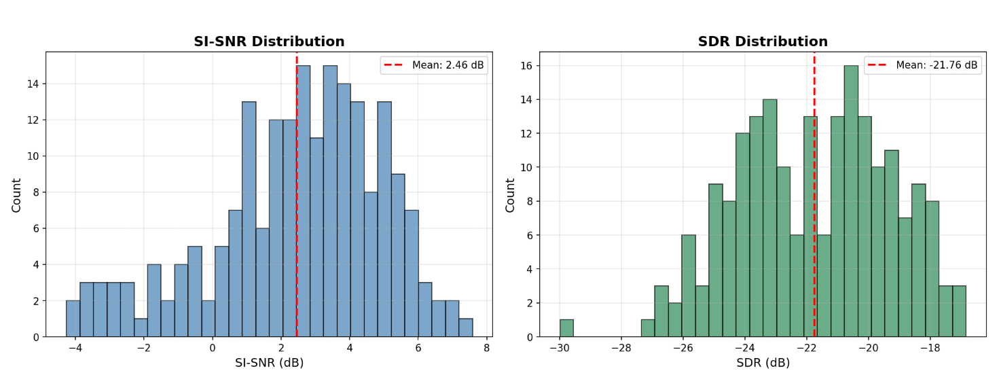 SI-SNR Distribution
Mean: 2.46 dB
Count
14
12
10
8
6
4
2
0
−4 −2 0 2 4 6 8
SI-SNR (dB)
SDR Distribution
Mean: -21.76 dB
Count
16
14
12
10
8
6
4
2
0
−30 −28 −26 −24 −22 −20 −18
SDR (dB)